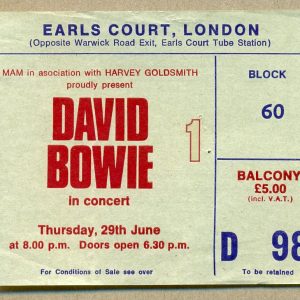 EARLS COURT, LONDON
(Opposite Warwick Road Exit, Earls Court Tube Station)
MAM in association with HARVEY GOLDSMITH
proudly present
DAVID
BOWIE
in concert
Thursday, 29th June
at 8.00 p.m. Doors open 6.30 p.m.
For Conditions of Sale see over
1
BLOCK
60
BALCONY
£5.00
(incl. V.A.T.)
D 98
To be retained